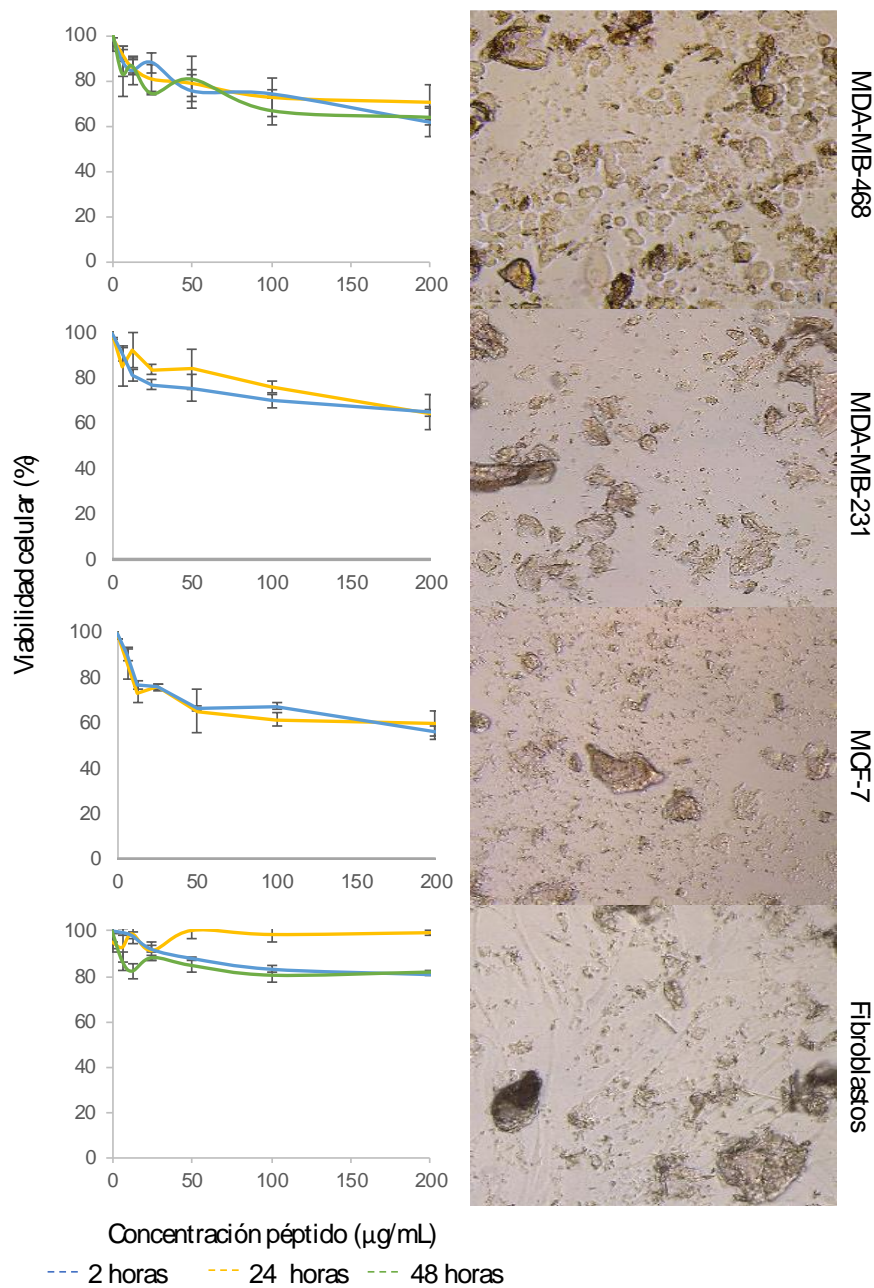 100
80
60
40
20
0
0 50 100 150 200
MDA-MB-468
100
80
60
40
20
0
0 50 100 150 200
MDA-MB-231
Viabilidad celular (%)
100
80
60
40
20
0
0 50 100 150 200
MCF-7
100
80
60
40
20
0
0 50 100 150 200
Fibroblastos
Concentración péptido (µg/mL)
2 horas 24 horas 48 horas